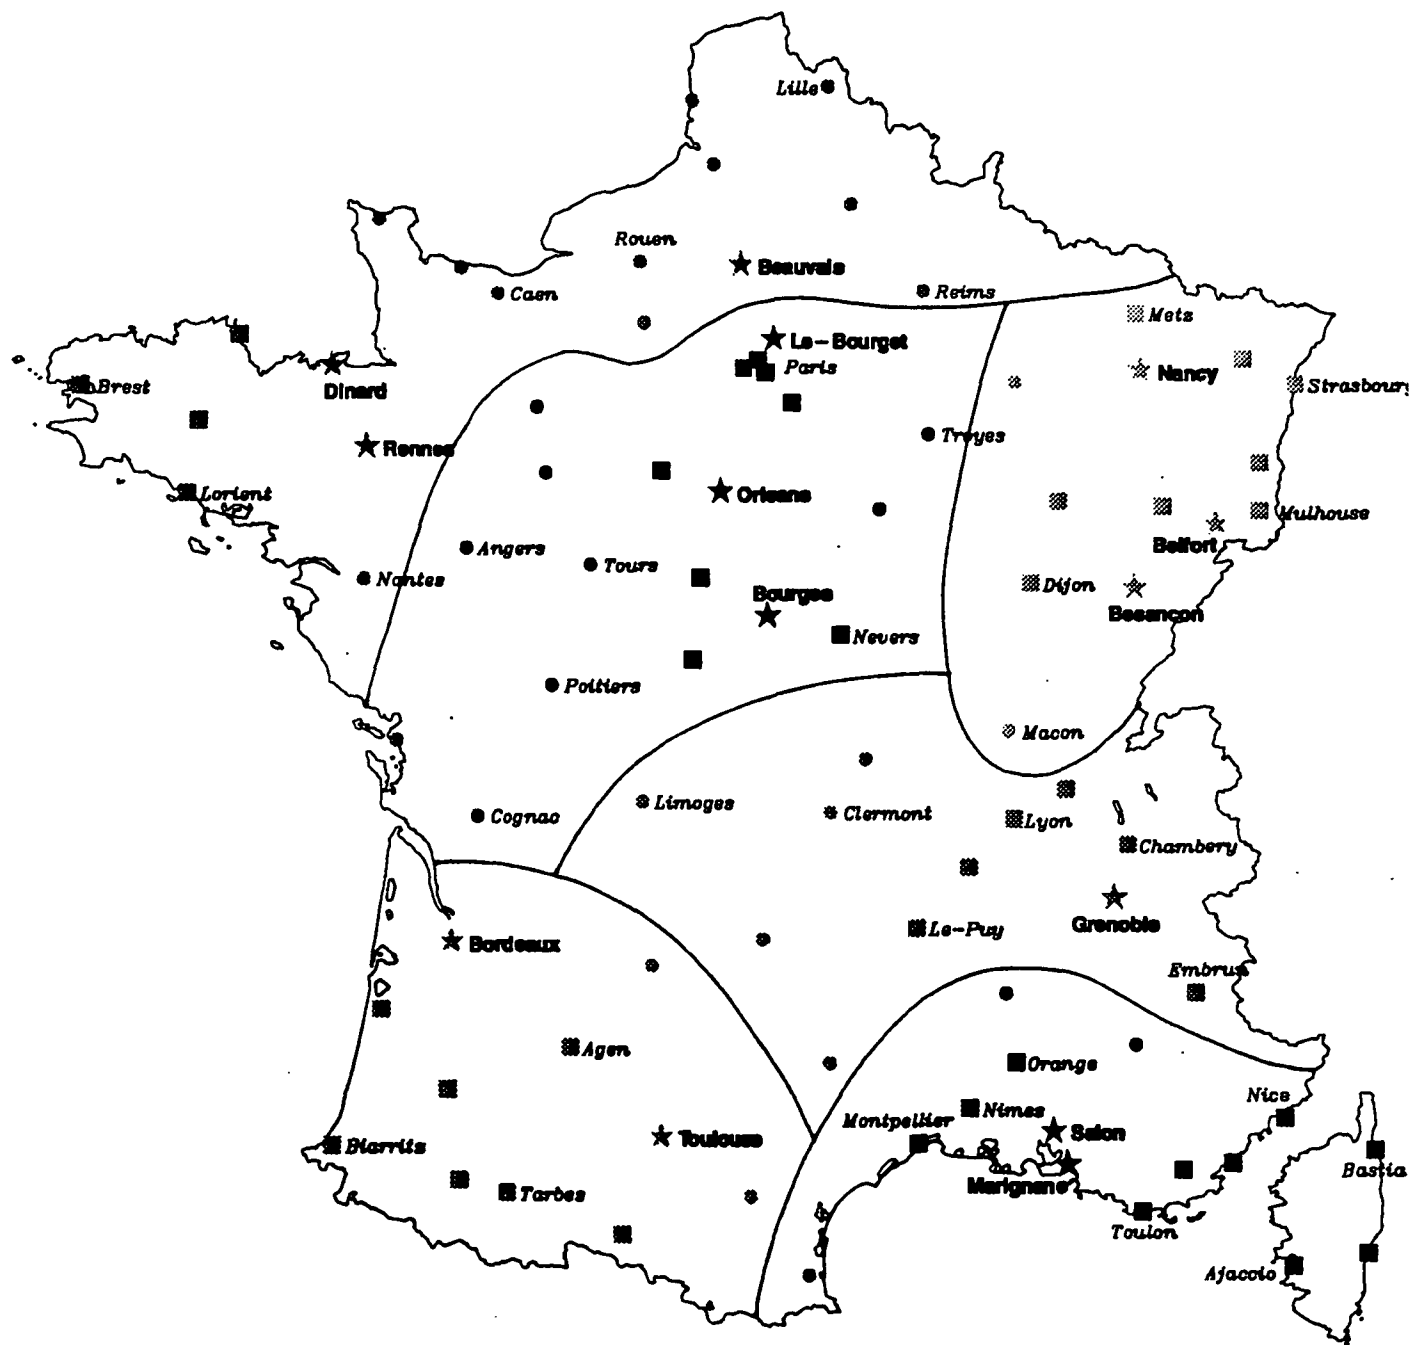 Lille
Rouen
Beauvais
Caen
Reims
Metz
Le-Bourget
Paris
Nancy
Brest
Dinard
Strasbourg
Rennes
Troyes
Lorient
Orleans
Mulhouse
Belfort
Angers
Tours
Nantes
Dijon
Bourges
Besancon
Nevers
Poitiers
Macon
Limoges
Clermont
Cognac
Lyon
Chambery
Grenoble
Le-Puy
Bordeaux
Embrun
Agen
Orange
Nice
Nimes
Montpellier
Salon
Toulouse
Biarritz
Bastia
Marignane
Tarbes
Toulon
Ajaccio